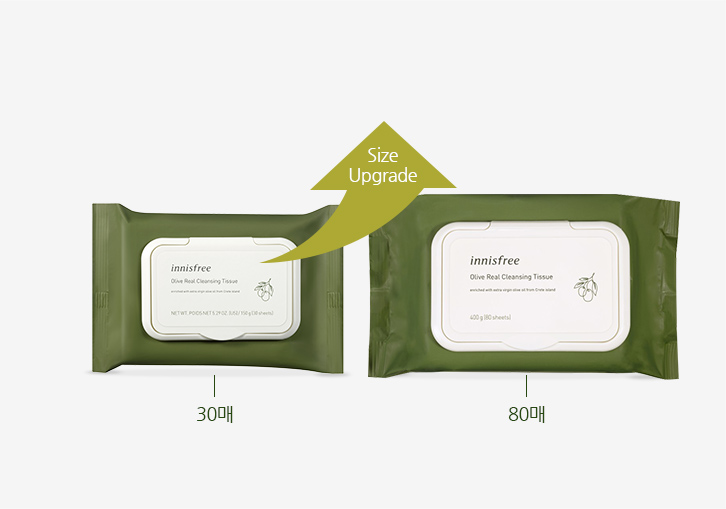 Size
Upgrade
innisfree
Olive Real Cleansing Tissue
enriched with extra virgin olive oil from Crete island
NET WT. POIDS NET 5.29 OZ. 150 g (30 sheets)
innisfree
Olive Real Cleansing Tissue
enriched with extra virgin olive oil from Crete island
400 g (80 sheets)
30매
80매